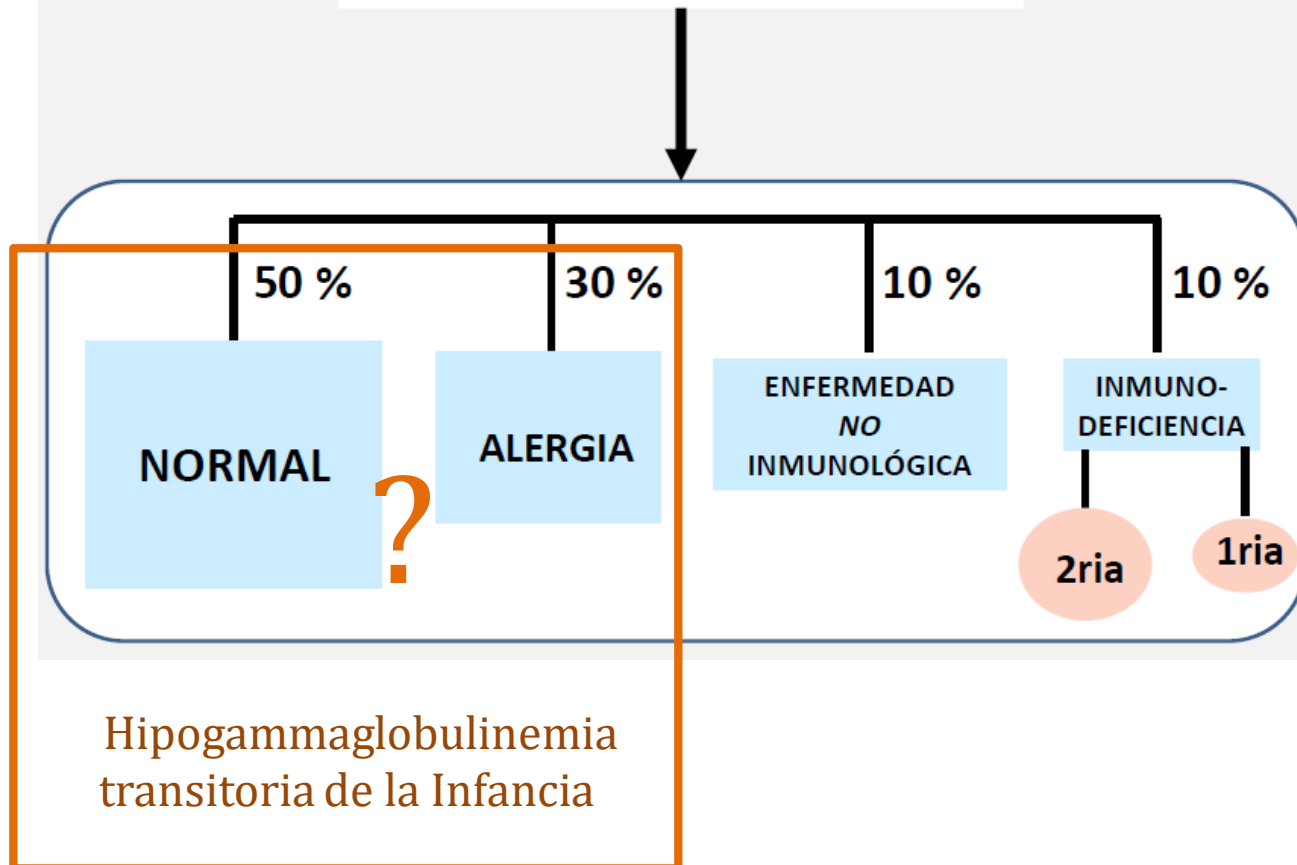 50 %
30 %
10 %
10 %
NORMAL
?
ALERGIA
ENFERMEDAD
NO
INMUNOLÓGICA
INMUNO-
DEFICIENCIA
2ria
1ria
Hipogammaglobulinemia
transitoria de la Infancia